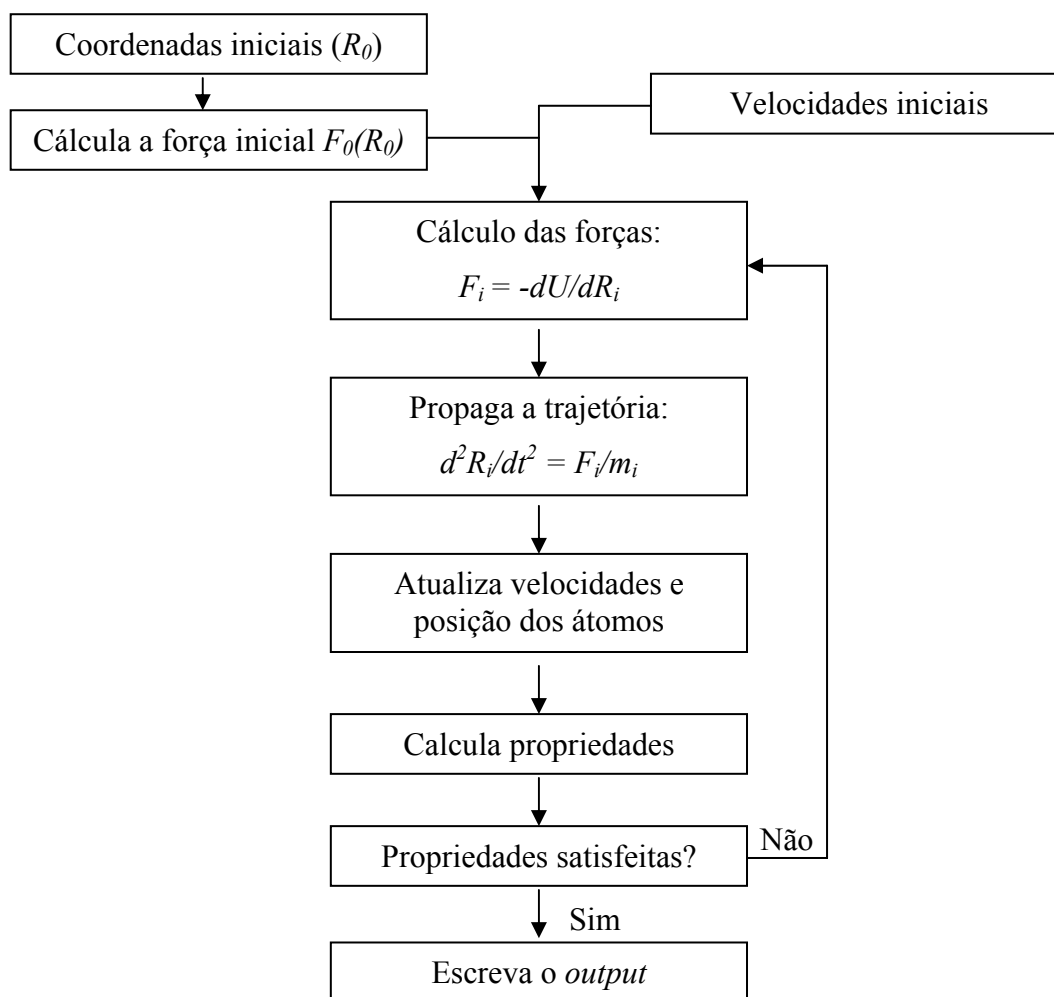 Coordenadas iniciais (R₀)
Velocidades iniciais
Cálcula a força inicial F₀(R₀)
Cálculo das forças:
Fᵢ = -dU/dRᵢ
Propaga a trajetória:
d²Rᵢ/dt² = Fᵢ/mᵢ
Atualiza velocidades e
posição dos átomos
Calcula propriedades
Propriedades satisfeitas?
Não
Sim
Escreva o output